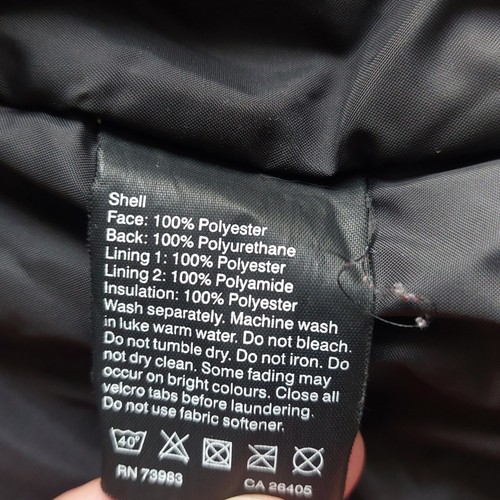 Shell
Face: 100% Polyester
Back: 100% Polyurethane
Lining 1: 100% Polyester
Lining 2: 100% Polyamide
Insulation: 100% Polyester
Wash separately. Machine wash
in luke warm water. Do not bleach.
Do not tumble dry. Do not iron. Do
not dry clean. Some fading may
occur on bright colours. Close all
velcro tabs before laundering.
Do not use fabric softener.
40°
RN 73983 CA 26405